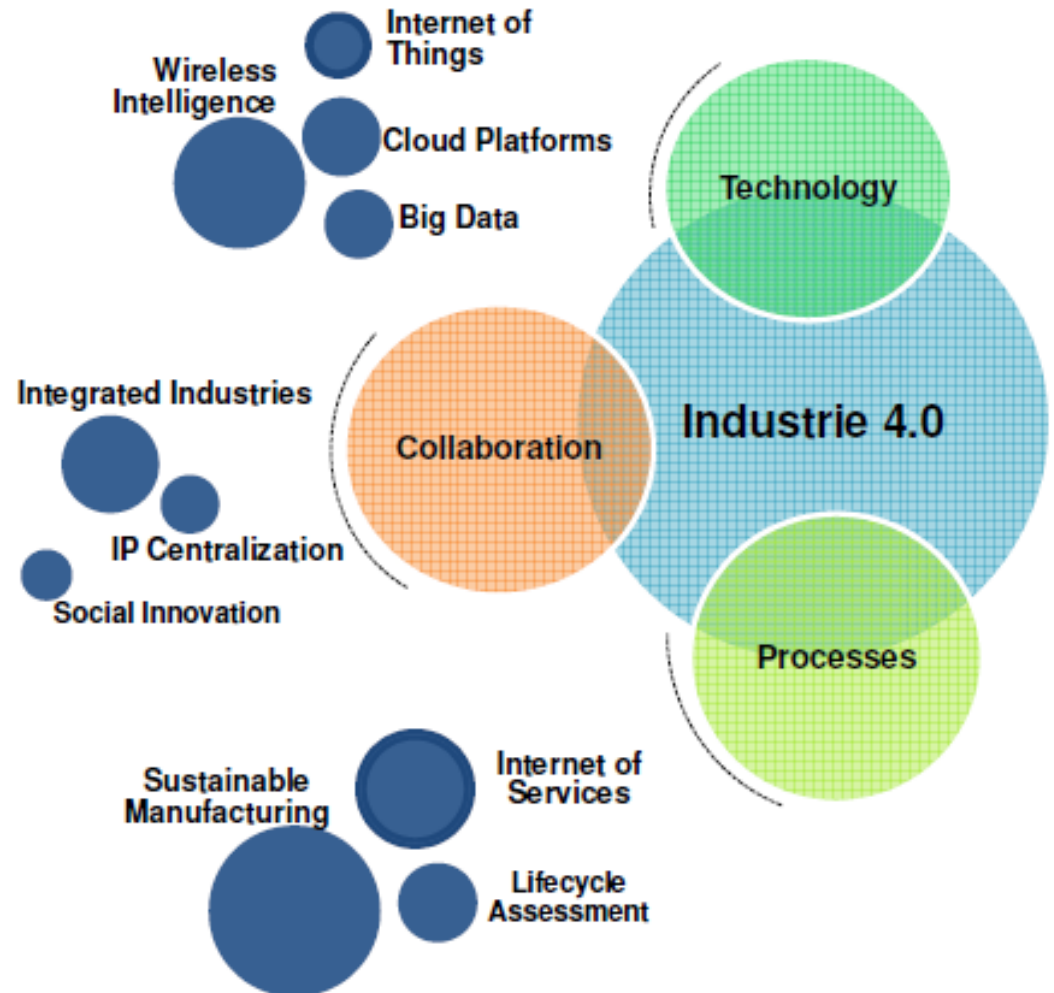 Internet of
Things
Wireless
Intelligence
Cloud Platforms
Big Data
Technology
Integrated Industries
Collaboration
Industrie 4.0
IP Centralization
Social Innovation
Processes
Sustainable
Manufacturing
Internet of
Services
Lifecycle
Assessment